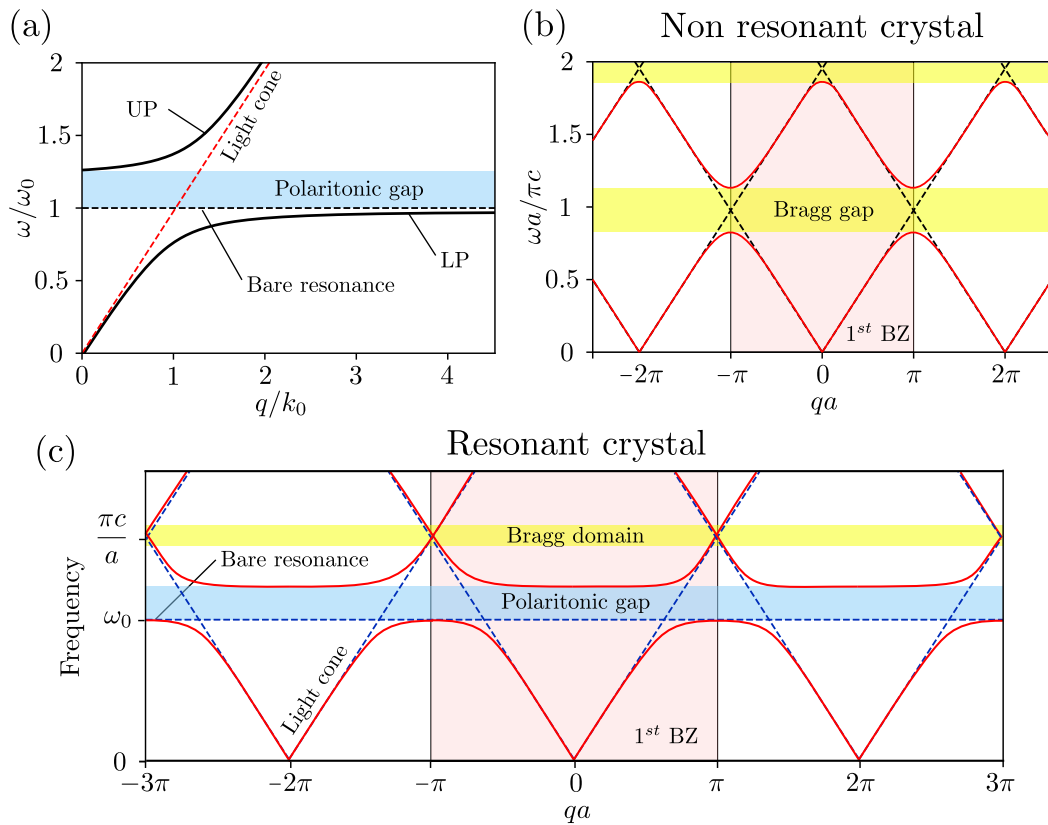 (a)
ω/ω₀
2
1.5
1
0.5
0
UP
Light cone
Polaritonic gap
Bare resonance
LP
0
1
2
3
4
q/k₀
(b)
Non resonant crystal
ωa/πc
2
1.5
1
0.5
0
Bragg gap
1ˢᵗ BZ
−2π
−π
0
π
2π
qa
(c)
Resonant crystal
Frequency
πc/a
ω₀
0
Bragg domain
Bare resonance
Polaritonic gap
Light cone
1ˢᵗ BZ
−3π
-2π
-π
0
π
2π
3π
qa